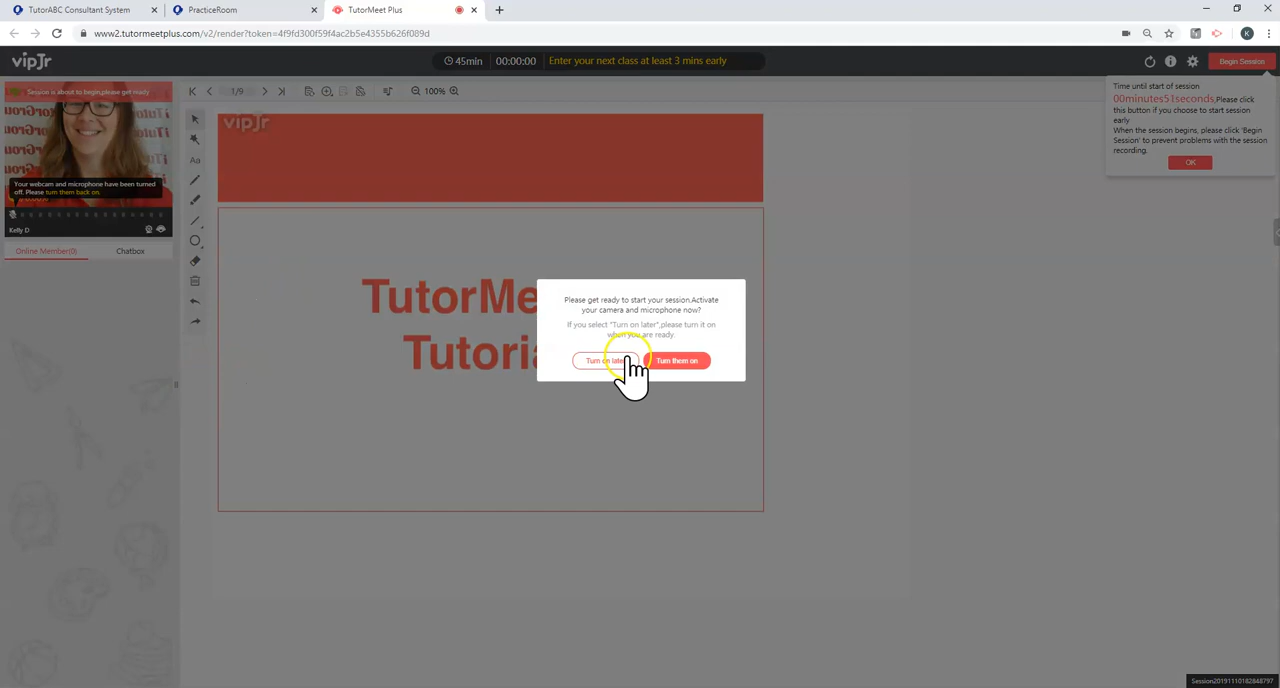 TutorABC Consultant System
PracticeRoom
TutorMeet Plus
www2.tutormeetplus.com/v2/render?token=4f9fd300f59f4ac2b5e4355b626f089d
K
vipJr
45min
00:00:00
Enter your next class at least 3 mins early
Begin Session
Time until start of session
00minutes51seconds,Please click
this button if you choose to start session
early
When the session begins, please click 'Begin
Session' to prevent problems with the session
recording.
OK
Session is about to begin,please get ready
Your webcam and microphone have been turned
off. Please turn them back on.
Kelly D
Online Member(0)
Chatbox
1/9
100%
Aa
vipJr
TutorMe
Tutoria
Please get ready to start your session.Activate
your camera and microphone now?
If you select "Turn on later",please turn it on
when you are ready.
Turn on later
Turn them on
Session20191110182848797